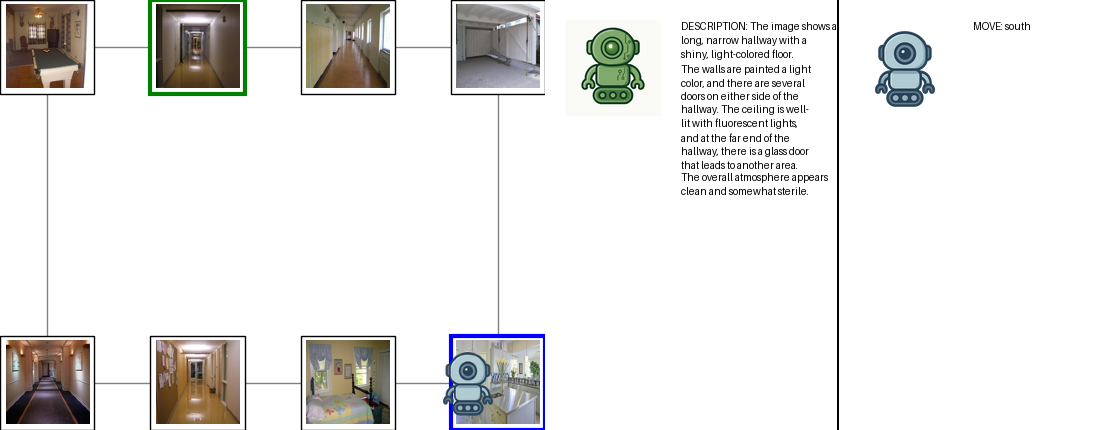 DESCRIPTION: The image shows a
long, narrow hallway with a
shiny, light-colored floor.
The walls are painted a light
color, and there are several
doors on either side of the
hallway. The ceiling is well-
lit with fluorescent lights,
and at the far end of the
hallway, there is a glass door
that leads to another area.
The overall atmosphere appears
clean and somewhat sterile.
MOVE: south